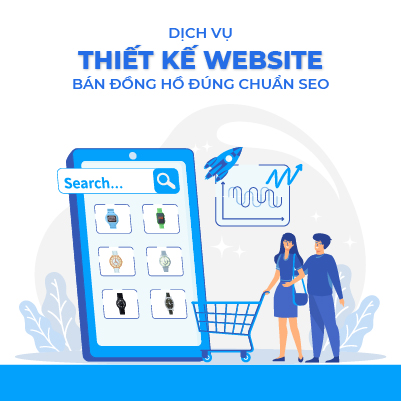 DỊCH VỤ
THIẾT KẾ WEBSITE
BÁN ĐỒNG HỒ ĐÚNG CHUẨN SEO
Search...